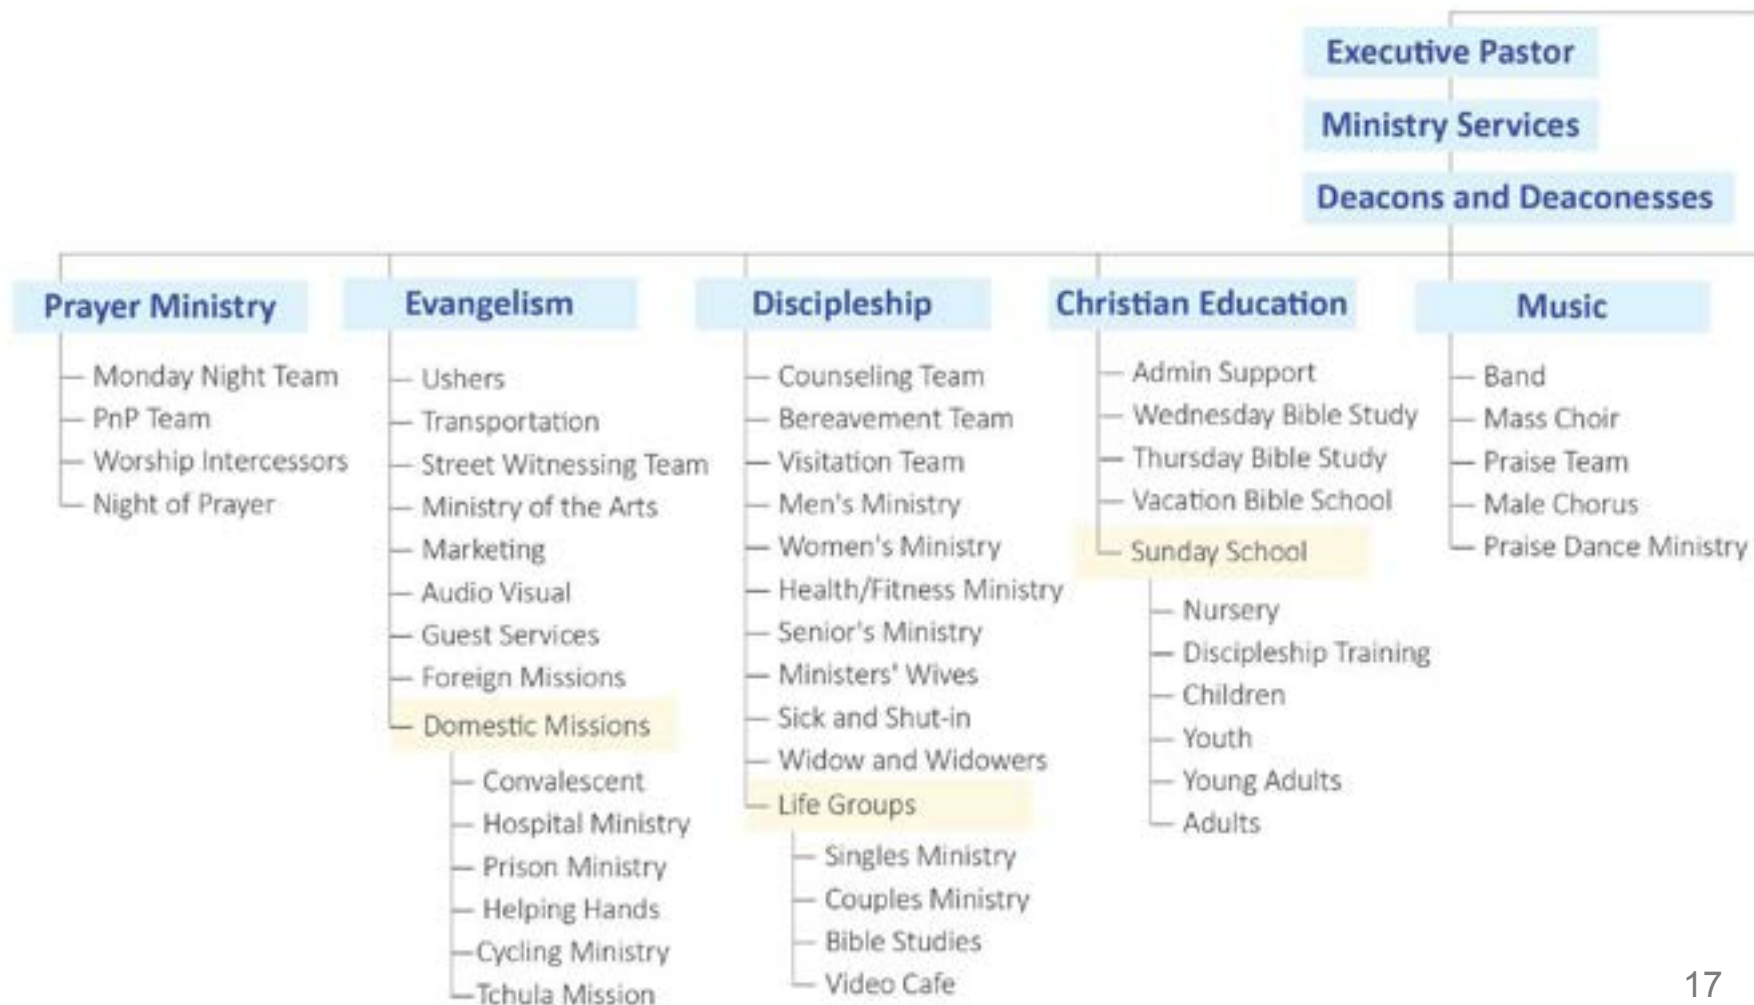 Executive Pastor
Ministry Services
Deacons and Deaconesses
Prayer Ministry
Monday Night Team
PnP Team
Worship Intercessors
Night of Prayer
Evangelism
Ushers
Transportation
Street Witnessing Team
Ministry of the Arts
Marketing
Audio Visual
Guest Services
Foreign Missions
Domestic Missions
Convalescent
Hospital Ministry
Prison Ministry
Helping Hands
Cycling Ministry
Tchula Mission
Discipleship
Counseling Team
Bereavement Team
Visitation Team
Men's Ministry
Women's Ministry
Health/Fitness Ministry
Senior's Ministry
Ministers' Wives
Sick and Shut-in
Widow and Widowers
Life Groups
Singles Ministry
Couples Ministry
Bible Studies
Video Cafe
Christian Education
Admin Support
Wednesday Bible Study
Thursday Bible Study
Vacation Bible School
Sunday School
Nursery
Discipleship Training
Children
Youth
Young Adults
Adults
Music
Band
Mass Choir
Praise Team
Male Chorus
Praise Dance Ministry
17